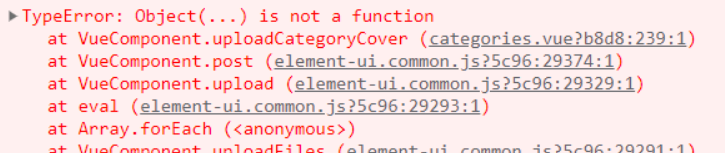 ▶TypeError: Object(...) is not a function
at VueComponent.uploadCategoryCover (categories.vue?b8d8:239:1)
at VueComponent.post (element-ui.common.js?5c96:29374:1)
at VueComponent.upload (element-ui.common.js?5c96:29329:1)
at eval (element-ui.common.js?5c96:29293:1)
at Array.forEach (<anonymous>)
at VueComponent.uploadFiles (element-ui.common.js?5c96:29291:1)